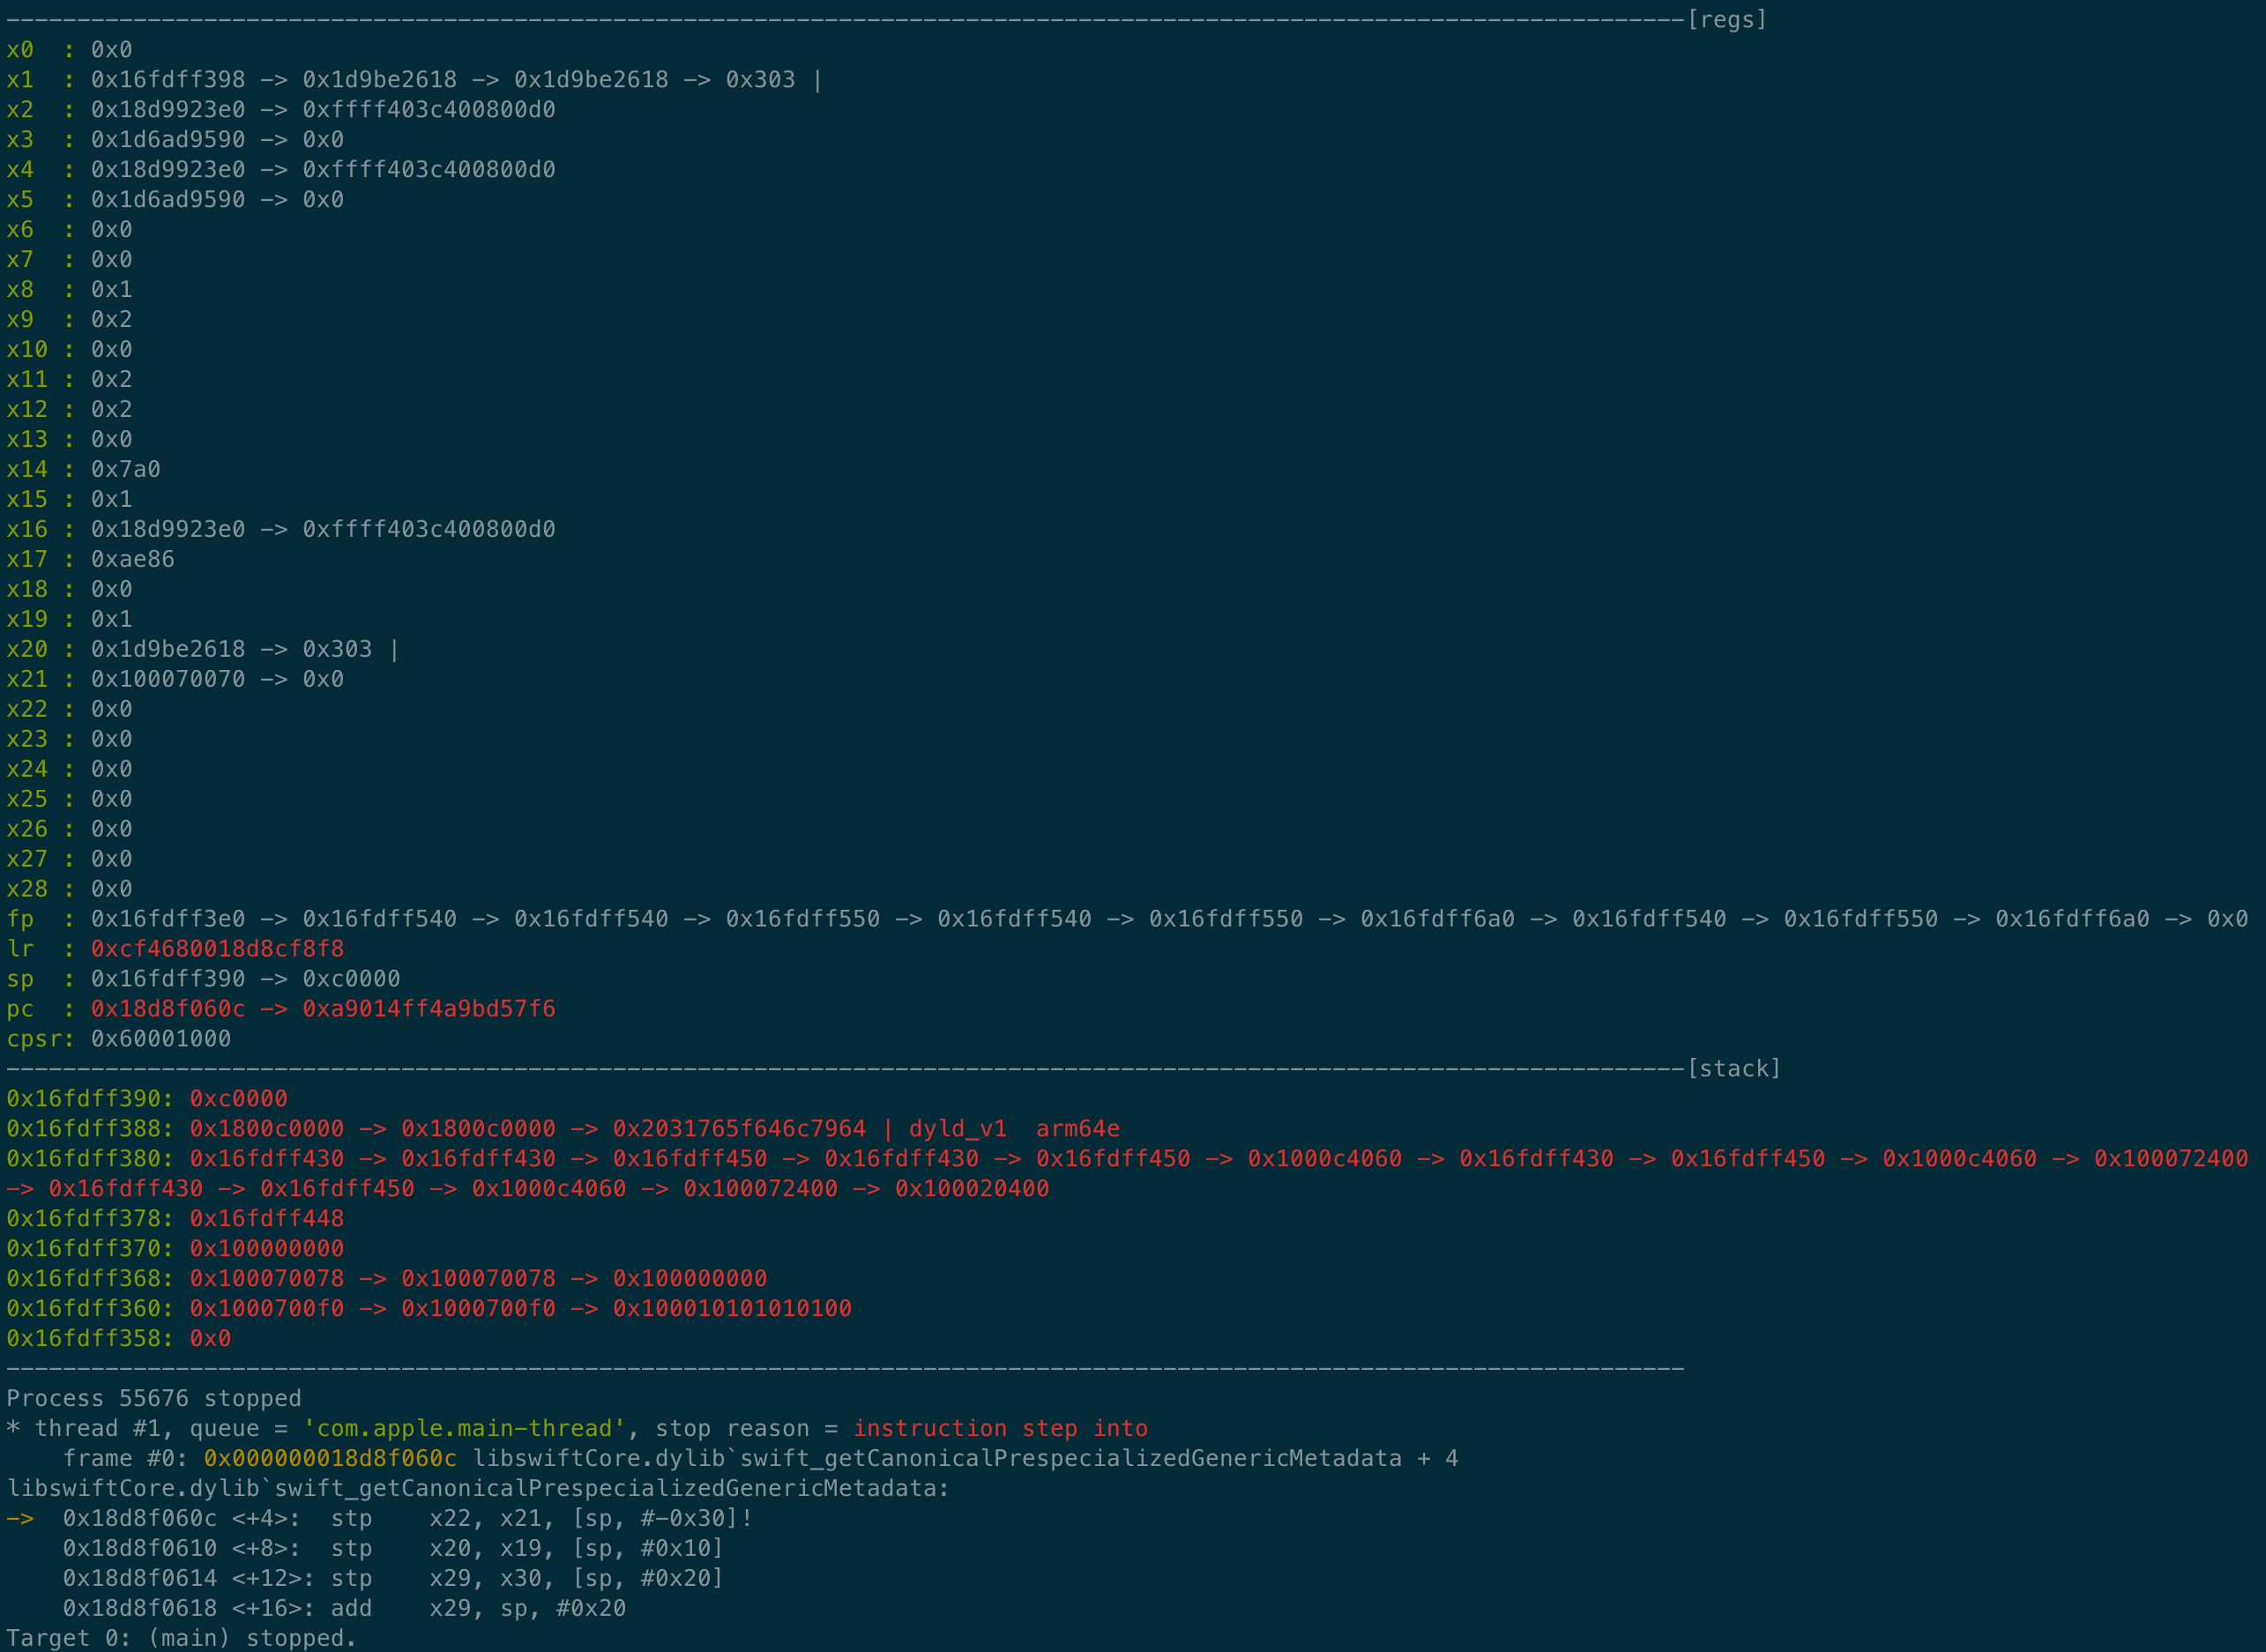 ------------------------------------------------------------------------------------------------------------------------[regs]
x0  : 0x0
x1  : 0x16fdff398 -> 0x1d9be2618 -> 0x1d9be2618 -> 0x303 |
x2  : 0x18d9923e0 -> 0xffff403c400800d0
x3  : 0x1d6ad9590 -> 0x0
x4  : 0x18d9923e0 -> 0xffff403c400800d0
x5  : 0x1d6ad9590 -> 0x0
x6  : 0x0
x7  : 0x0
x8  : 0x1
x9  : 0x2
x10 : 0x0
x11 : 0x2
x12 : 0x2
x13 : 0x0
x14 : 0x7a0
x15 : 0x1
x16 : 0x18d9923e0 -> 0xffff403c400800d0
x17 : 0xae86
x18 : 0x0
x19 : 0x1
x20 : 0x1d9be2618 -> 0x303 |
x21 : 0x100070070 -> 0x0
x22 : 0x0
x23 : 0x0
x24 : 0x0
x25 : 0x0
x26 : 0x0
x27 : 0x0
x28 : 0x0
fp  : 0x16fdff3e0 -> 0x16fdff540 -> 0x16fdff540 -> 0x16fdff550 -> 0x16fdff540 -> 0x16fdff550 -> 0x16fdff6a0 -> 0x16fdff540 -> 0x16fdff550 -> 0x16fdff6a0 -> 0x0
lr  : 0xcf4680018d8cf8f8
sp  : 0x16fdff390 -> 0xc0000
pc  : 0x18d8f060c -> 0xa9014ff4a9bd57f6
cpsr: 0x60001000
------------------------------------------------------------------------------------------------------------------------[stack]
0x16fdff390: 0xc0000
0x16fdff388: 0x1800c0000 -> 0x1800c0000 -> 0x2031765f646c7964 | dyld_v1  arm64e
0x16fdff380: 0x16fdff430 -> 0x16fdff430 -> 0x16fdff450 -> 0x16fdff430 -> 0x16fdff450 -> 0x1000c4060 -> 0x16fdff430 -> 0x16fdff450 -> 0x1000c4060 -> 0x100072400
-> 0x16fdff430 -> 0x16fdff450 -> 0x1000c4060 -> 0x100072400 -> 0x100020400
0x16fdff378: 0x16fdff448
0x16fdff370: 0x100000000
0x16fdff368: 0x100070078 -> 0x100070078 -> 0x100000000
0x16fdff360: 0x1000700f0 -> 0x1000700f0 -> 0x100010101010100
0x16fdff358: 0x0
------------------------------------------------------------------------------------------------------------------------
Process 55676 stopped
* thread #1, queue = 'com.apple.main-thread', stop reason = instruction step into
    frame #0: 0x000000018d8f060c libswiftCore.dylib`swift_getCanonicalPrespecializedGenericMetadata + 4
libswiftCore.dylib`swift_getCanonicalPrespecializedGenericMetadata:
->  0x18d8f060c <+4>:  stp    x22, x21, [sp, #-0x30]!
    0x18d8f0610 <+8>:  stp    x20, x19, [sp, #0x10]
    0x18d8f0614 <+12>: stp    x29, x30, [sp, #0x20]
    0x18d8f0618 <+16>: add    x29, sp, #0x20
Target 0: (main) stopped.